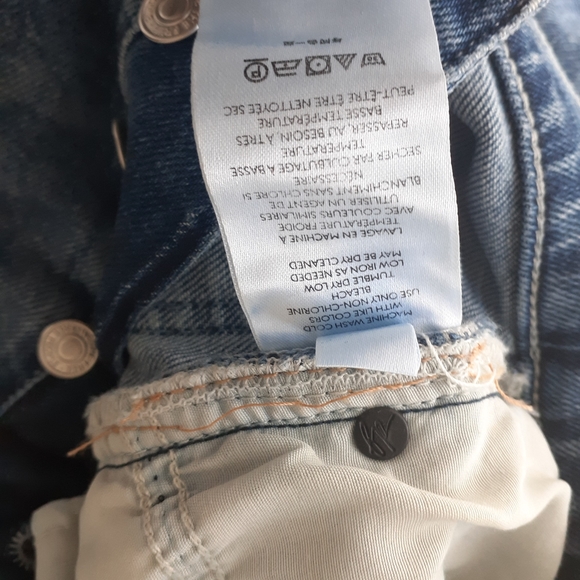 MACHINE WASH COLD
WITH LIKE COLORS
USE ONLY NON-CHLORINE
BLEACH
TUMBLE DRY LOW
LOW IRON AS NEEDED
MAY BE DRY CLEANED
LAVAGE EN MACHINE À
TEMPÉRATURE FROIDE
AVEC COULEURS SIMILAIRES
UTILISER UN AGENT DE
BLANCHIMENT SANS CHLORE SI
NÉCESSAIRE
SÉCHER PAR CULBUTAGE À BASSE
TEMPÉRATURE
REPASSER, AU BESOIN, À TRÈS
BASSE TEMPÉRATURE
PEUT-ÊTRE ÊTRE NETTOYÉE SEC
P